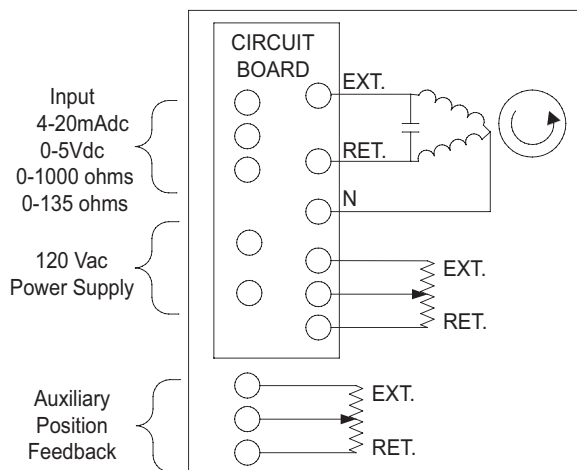 CIRCUIT
BOARD
Input
4-20mAdc
0-5Vdc
0-1000 ohms
0-135 ohms
EXT.
RET.
N
120 Vac
Power Supply
EXT.
RET.
Auxiliary
Position
Feedback
EXT.
RET.